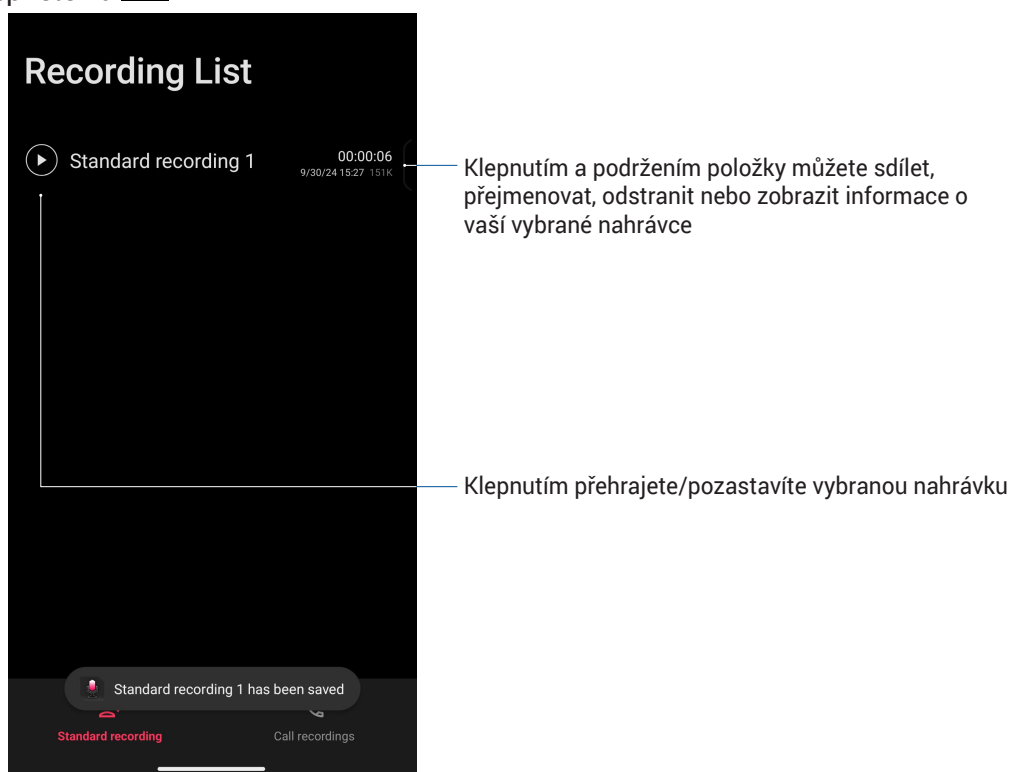 Recording List
Standard recording 1
00:00:06
9/30/24 15:27 151K
Klepnutím a podržením položky můžete sdílet,
přejmenovat, odstranit nebo zobrazit informace o
vaší vybrané nahrávce
Klepnutím přehrajete/pozastavíte vybranou nahrávku
Standard recording 1 has been saved
Standard recording
Call recordings